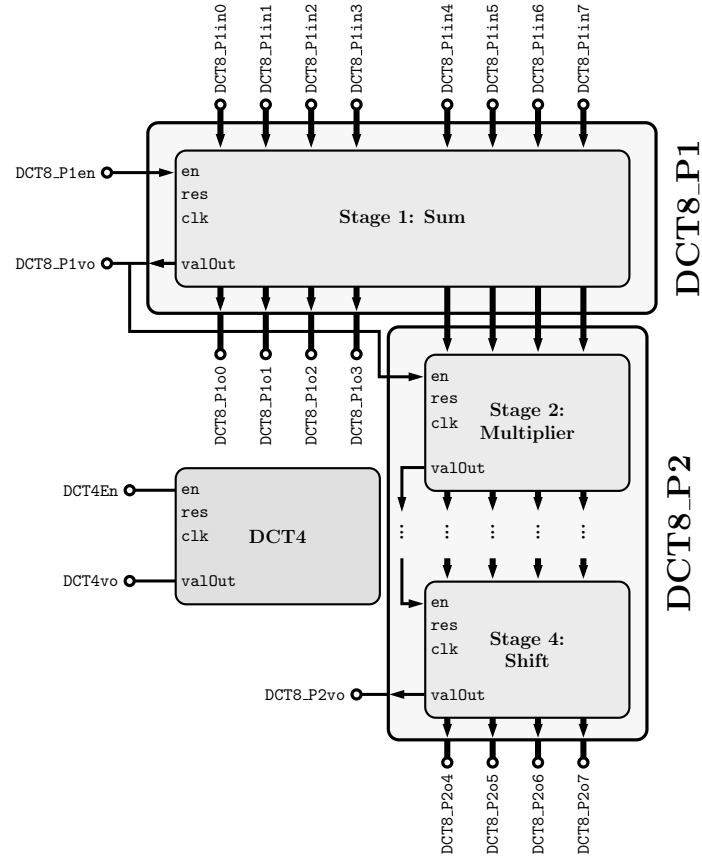 DCT8_P1in0
DCT8_P1in1
DCT8_P1in2
DCT8_P1in3
DCT8_P1in4
DCT8_P1in5
DCT8_P1in6
DCT8_P1in7
DCT8_P1
DCT8_P1en
en
res
clk
valOut
Stage 1: Sum
DCT8_P1vo
DCT8_P1o0
DCT8_P1o1
DCT8_P1o2
DCT8_P1o3
DCT8_P2
en
res
clk
valOut
Stage 2:
Multiplier
DCT4En
en
res
clk
valOut
DCT4
DCT4vo
...
...
...
...
...
en
res
clk
valOut
Stage 4:
Shift
DCT8_P2vo
DCT8_P2o4
DCT8_P2o5
DCT8_P2o6
DCT8_P2o7